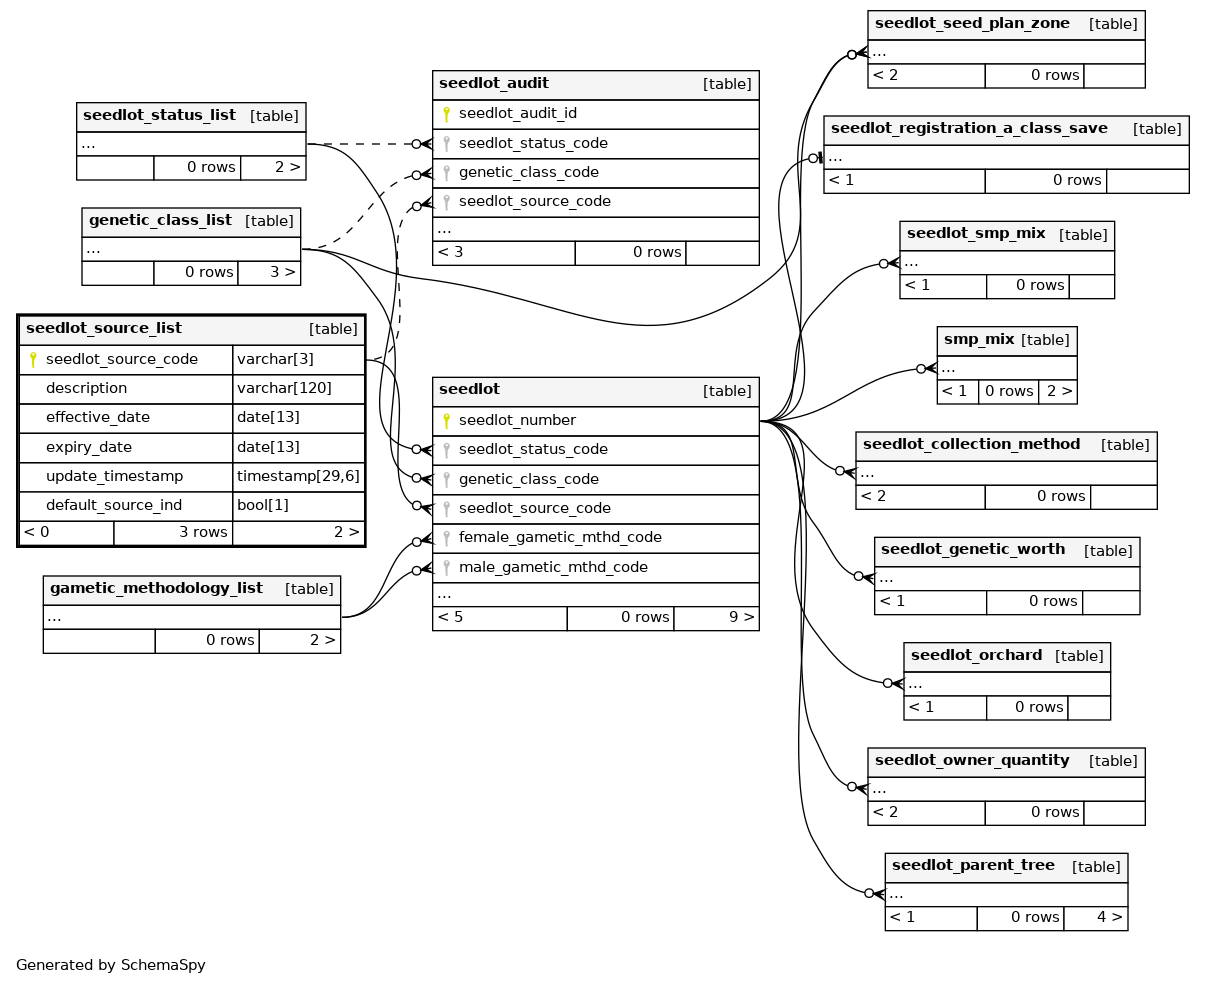 seedlot_status_list [table]
...
0 rows 2 >
genetic_class_list [table]
...
0 rows 3 >
seedlot_source_list [table]
seedlot_source_code varchar[3]
description varchar[120]
effective_date date[13]
expiry_date date[13]
update_timestamp timestamp[29,6]
default_source_ind bool[1]
< 0 3 rows 2 >
gametic_methodology_list [table]
...
0 rows 2 >
seedlot_audit [table]
seedlot_audit_id
seedlot_status_code
genetic_class_code
seedlot_source_code
...
< 3 0 rows
seedlot [table]
seedlot_number
seedlot_status_code
genetic_class_code
seedlot_source_code
female_gametic_mthd_code
male_gametic_mthd_code
...
< 5 0 rows 9 >
seedlot_seed_plan_zone [table]
...
< 2 0 rows
seedlot_registration_a_class_save [table]
...
< 1 0 rows
seedlot_smp_mix [table]
...
< 1 0 rows
smp_mix [table]
...
< 1 0 rows 2 >
seedlot_collection_method [table]
...
< 2 0 rows
seedlot_genetic_worth [table]
...
< 1 0 rows
seedlot_orchard [table]
...
< 1 0 rows
seedlot_owner_quantity [table]
...
< 2 0 rows
seedlot_parent_tree [table]
...
< 1 0 rows 4 >
Generated by SchemaSpy